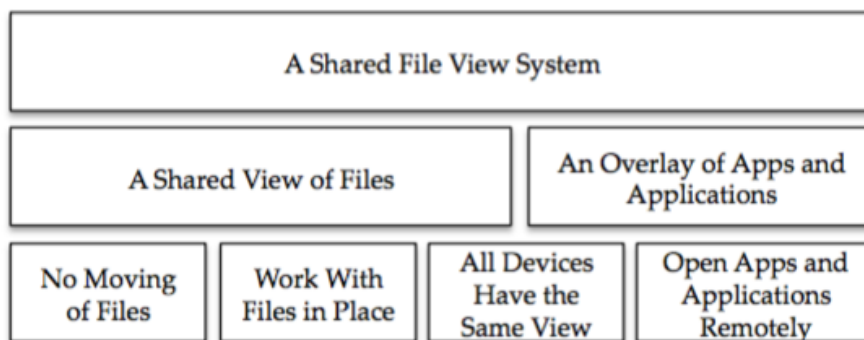 A Shared File View System
A Shared View of Files
An Overlay of Apps and
Applications
No Moving
of Files
Work With
Files in Place
All Devices
Have the
Same View
Open Apps and
Applications
Remotely